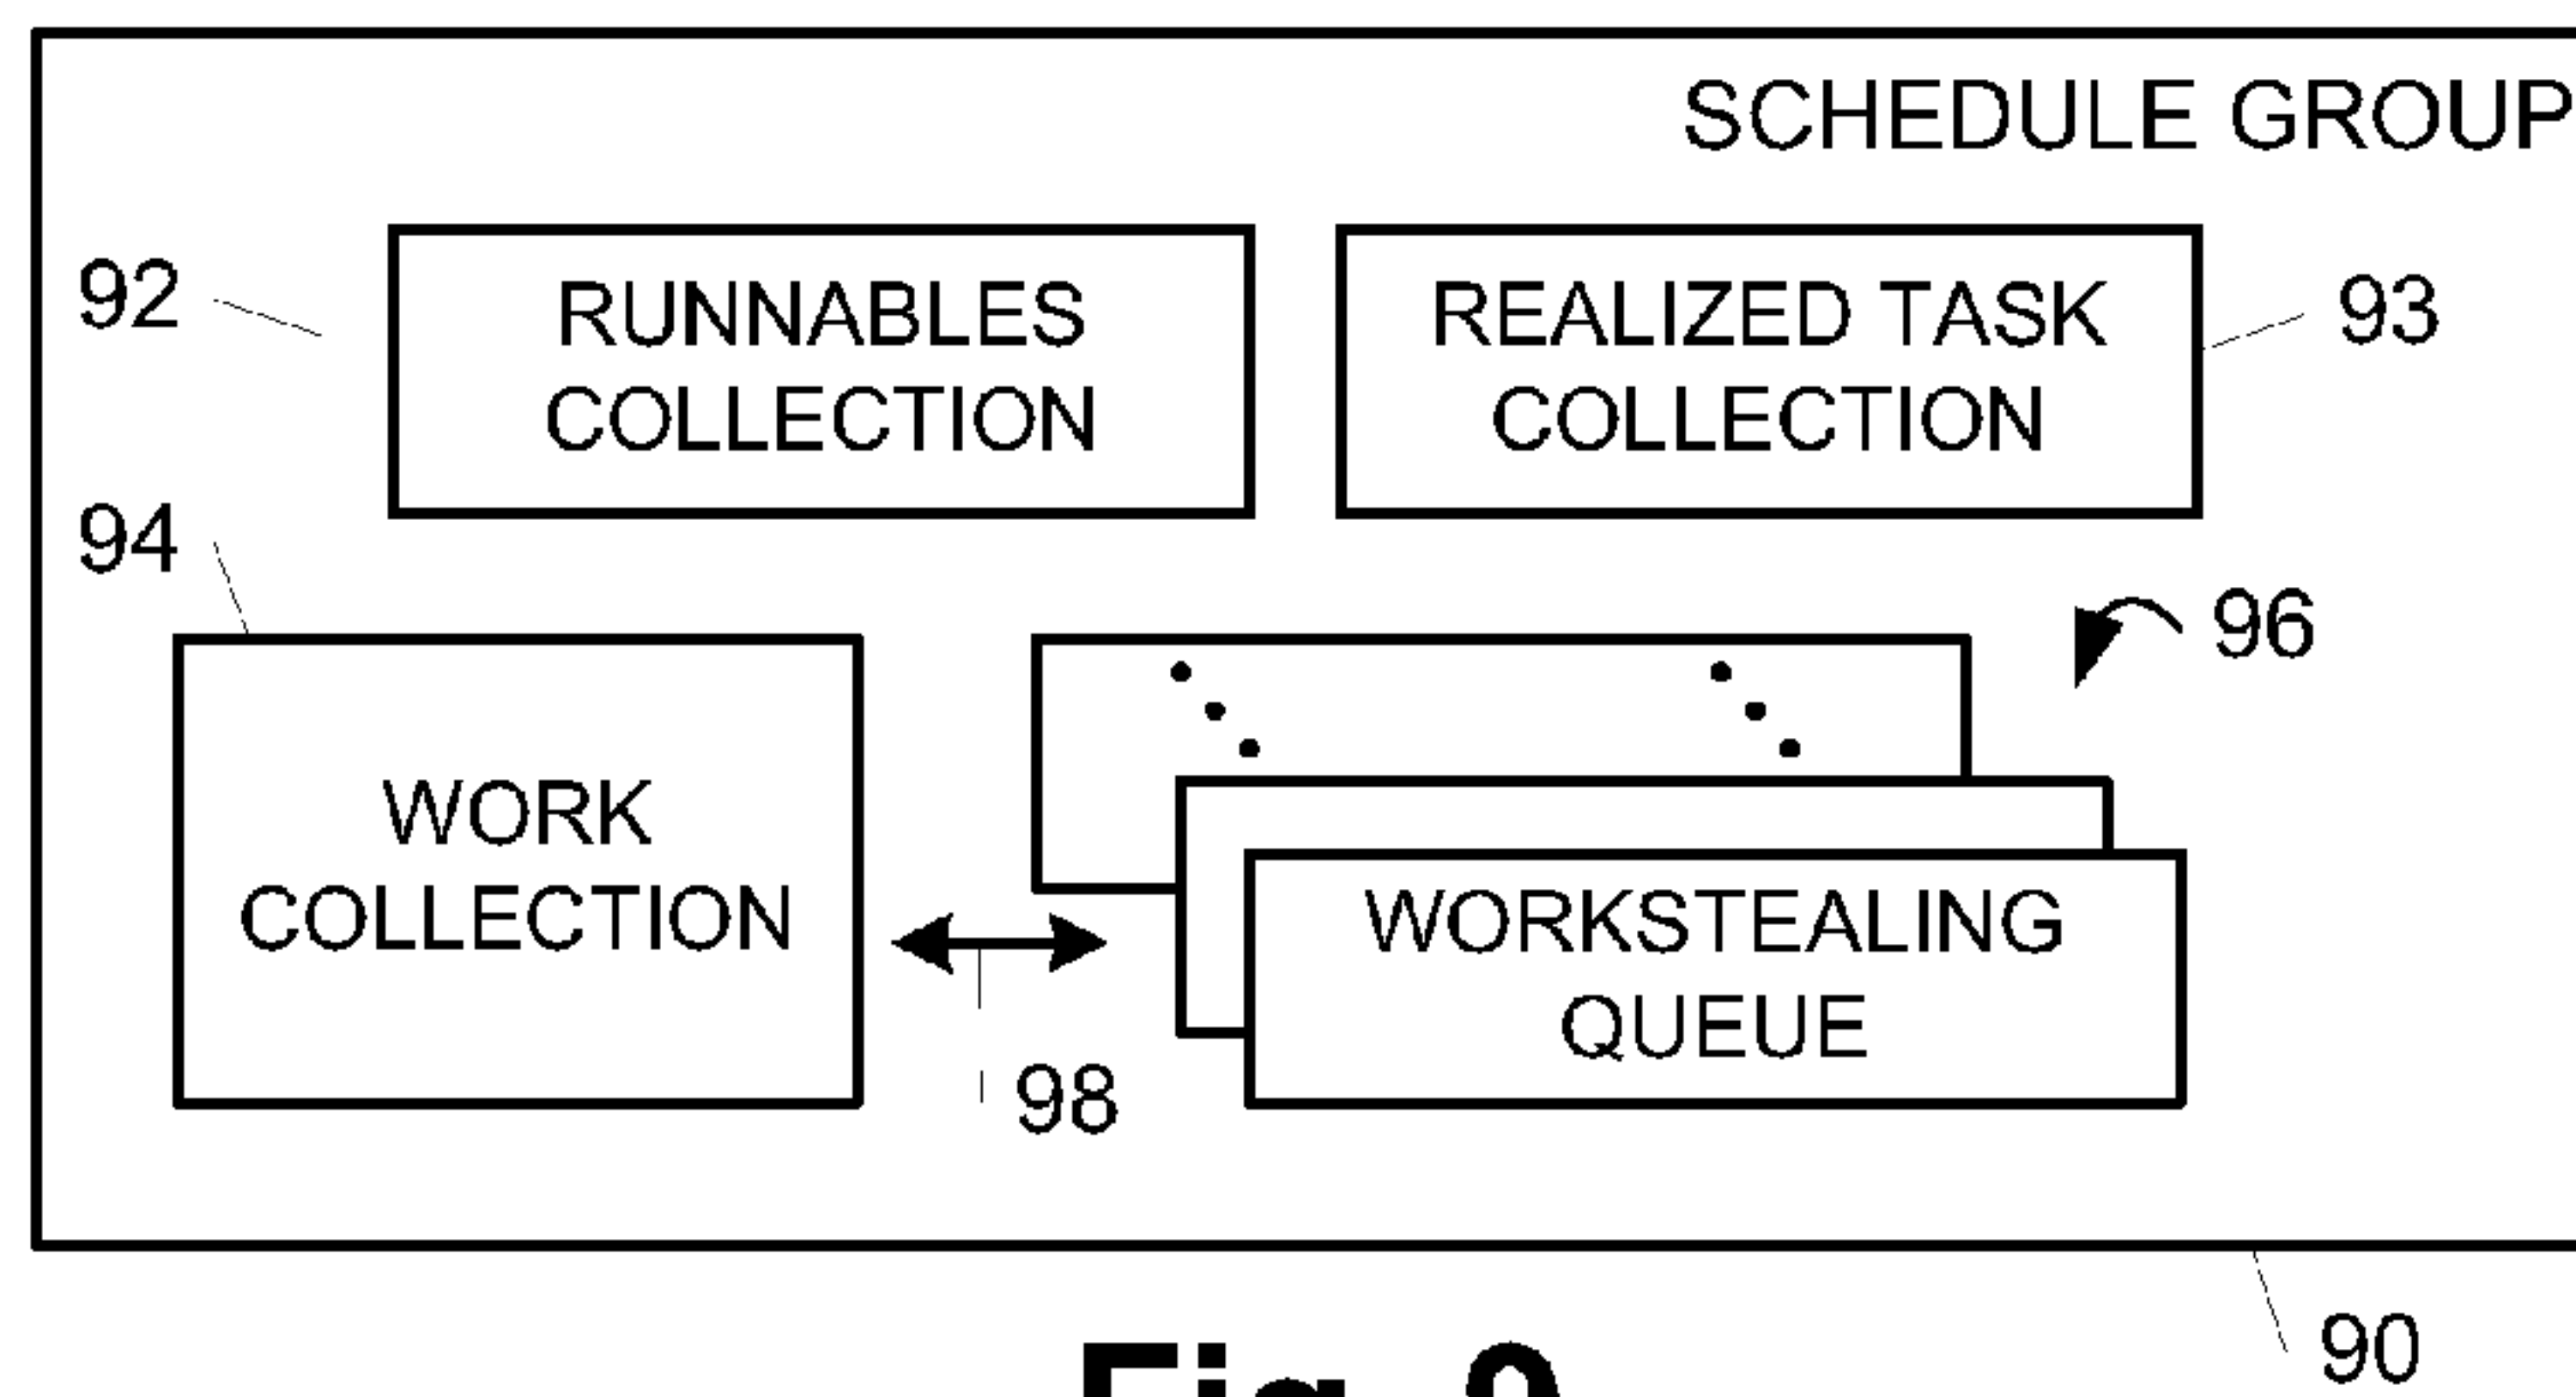 SCHEDULE GROUP
92
RUNNABLES
COLLECTION
REALIZED TASK
COLLECTION
93
94
96
WORK
COLLECTION
WORKSTEALING
QUEUE
98
90